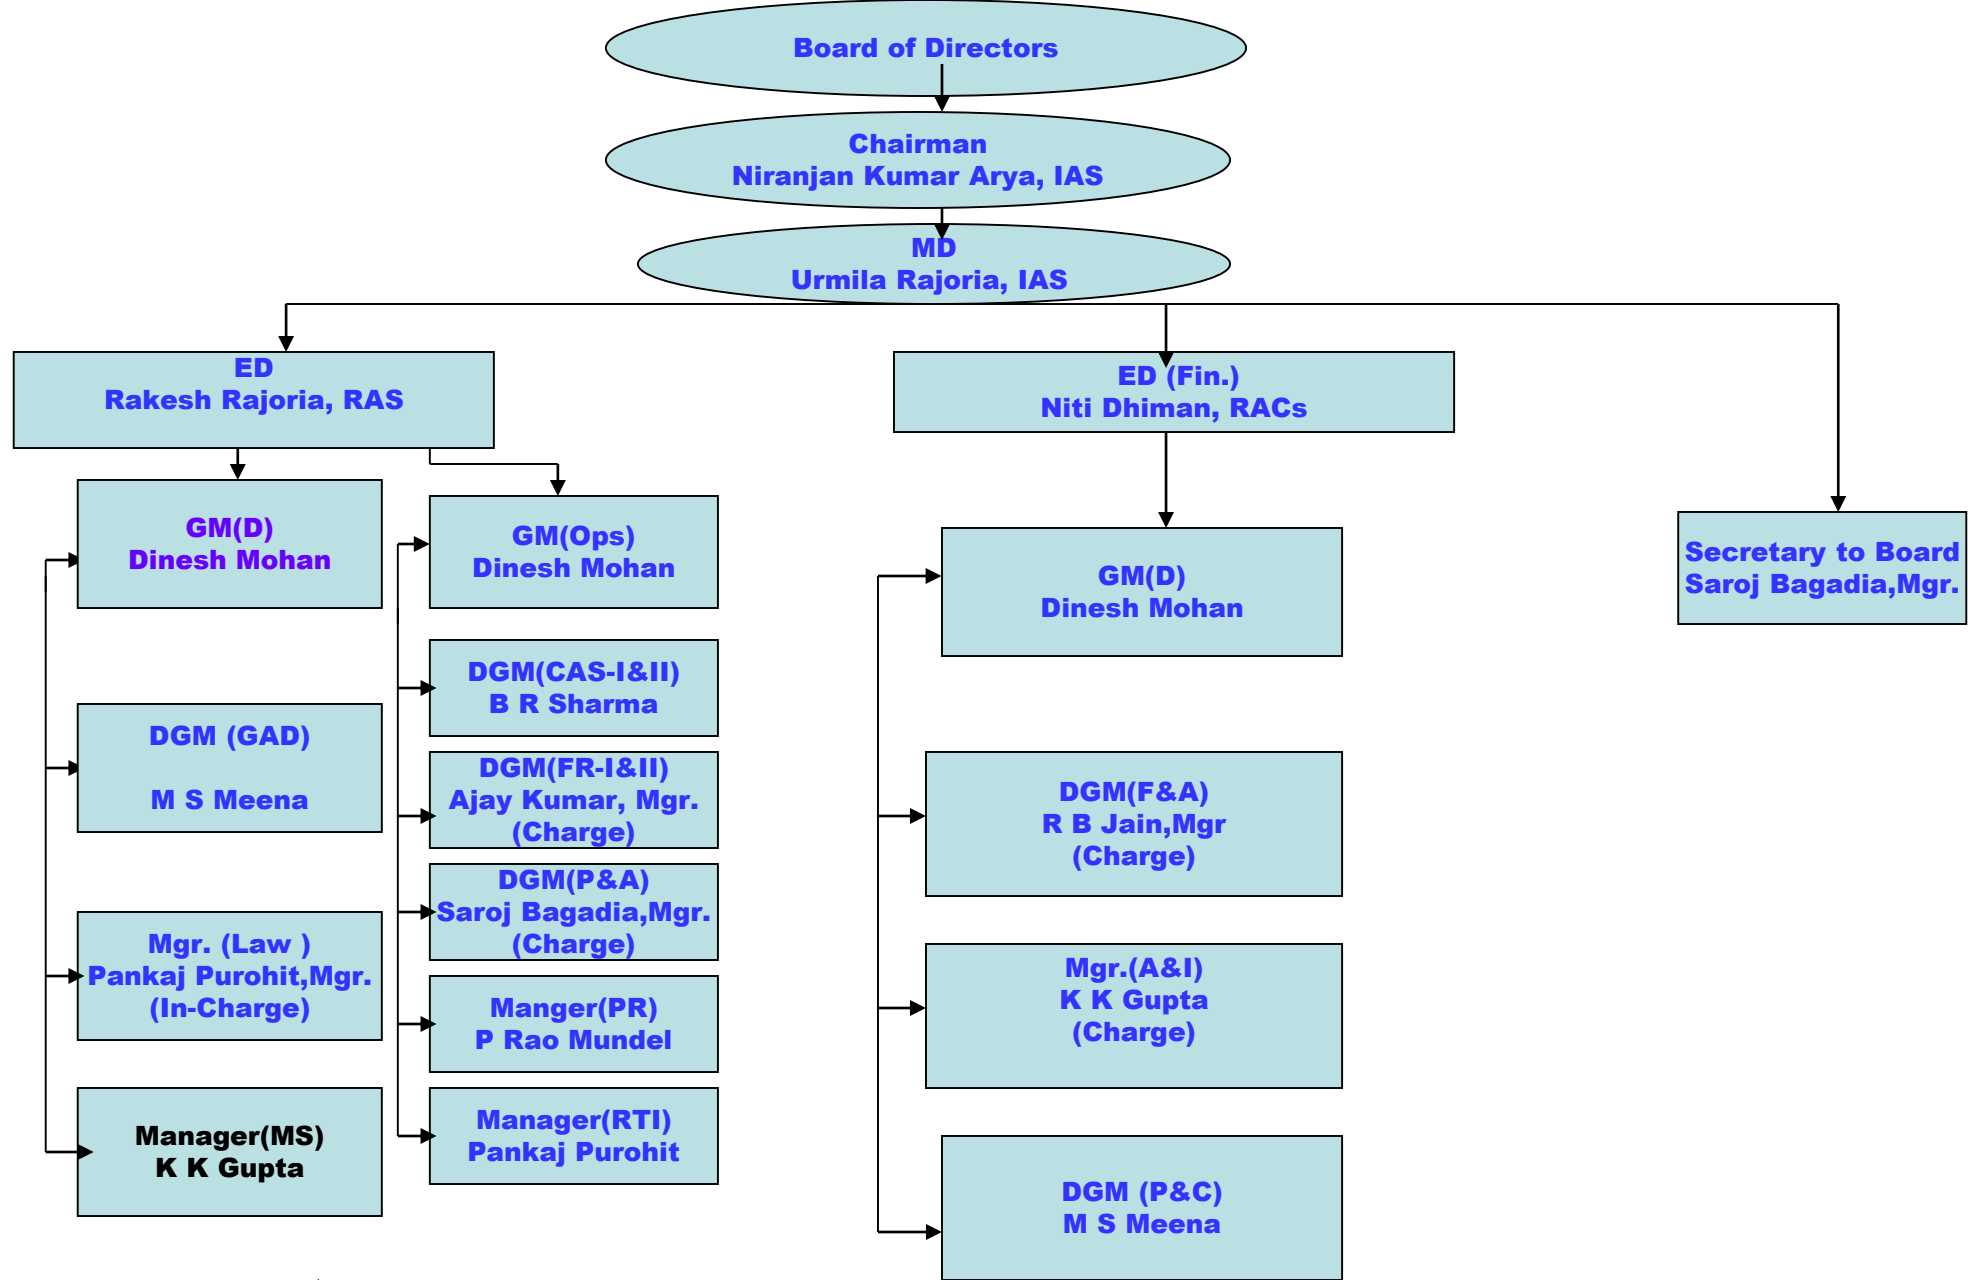 Board of Directors
Chairman
Niranjan Kumar Arya, IAS
MD
Urmila Rajoria, IAS
ED
Rakesh Rajoria, RAS
ED (Fin.)
Niti Dhiman, RACs
GM(D)
Dinesh Mohan
GM(Ops)
Dinesh Mohan
GM(D)
Dinesh Mohan
Secretary to Board
Saroj Bagadia,Mgr.
DGM (GAD)
M S Meena
Mgr. (Law )
Pankaj Purohit,Mgr.
(In-Charge)
Manager(MS)
K K Gupta
DGM(CAS-I&II)
B R Sharma
DGM(FR-I&II)
Ajay Kumar, Mgr.
(Charge)
DGM(P&A)
Saroj Bagadia,Mgr.
(Charge)
Manger(PR)
P Rao Mundel
Manager(RTI)
Pankaj Purohit
DGM(F&A)
R B Jain,Mgr
(Charge)
Mgr.(A&I)
K K Gupta
(Charge)
DGM (P&C)
M S Meena